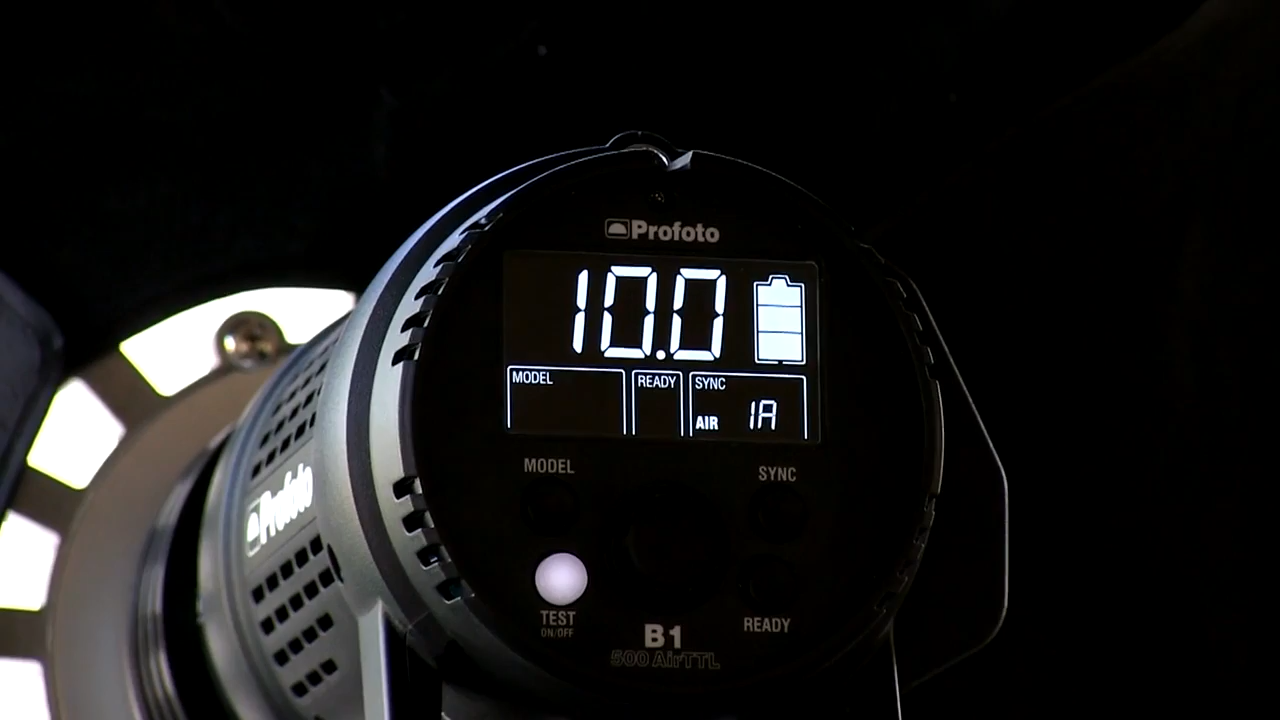 Profoto
10.0
MODEL READY SYNC
AIR 1A
MODEL SYNC
Profoto
TEST READY
ON/OFF
B1
500 AirTTL